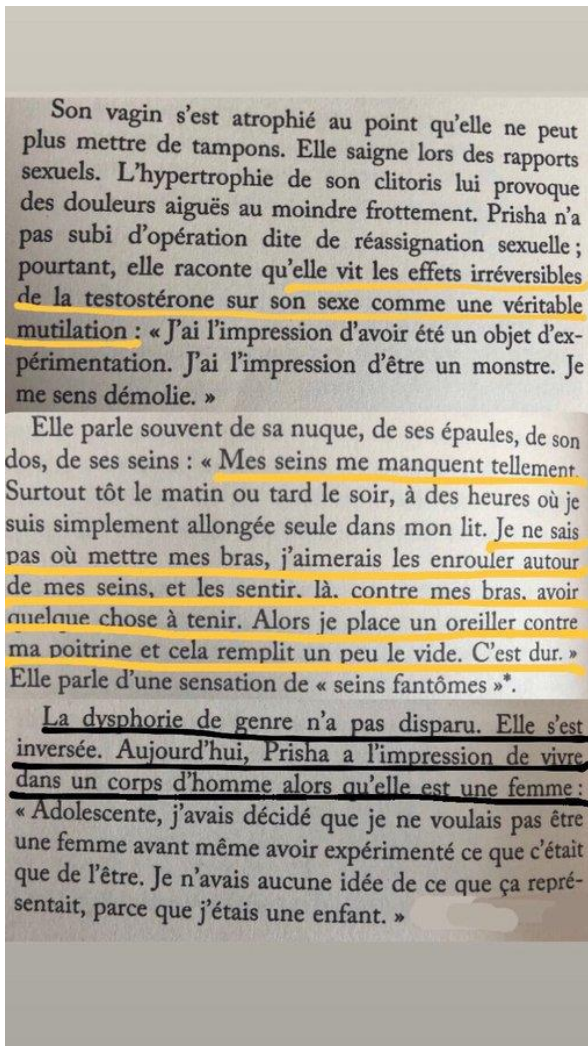 Son vagin s'est atrophié au point qu'elle ne peut
plus mettre de tampons. Elle saigne lors des rapports
sexuels. L'hypertrophie de son clitoris lui provoque
des douleurs aiguës au moindre frottement. Prisha n'a
pas subi d'opération dite de réassignation sexuelle ;
pourtant, elle raconte qu'elle vit les effets irréversibles
de la testostérone sur son sexe comme une véritable
mutilation : « J'ai l'impression d'avoir été un objet d'ex-
périmentation. J'ai l'impression d'être un monstre. Je
me sens démolie. »
Elle parle souvent de sa nuque, de ses épaules, de son
dos, de ses seins : « Mes seins me manquent tellement.
Surtout tôt le matin ou tard le soir, à des heures où je
suis simplement allongée seule dans mon lit. Je ne sais
pas où mettre mes bras, j'aimerais les enrouler autour
de mes seins, et les sentir, là, contre mes bras, avoir
quelque chose à tenir. Alors je place un oreiller contre
ma poitrine et cela remplit un peu le vide. C'est dur. »
Elle parle d'une sensation de « seins fantômes »*.
La dysphorie de genre n'a pas disparu. Elle s'est
inversée. Aujourd'hui, Prisha a l'impression de vivre
dans un corps d'homme alors qu'elle est une femme :
« Adolescente, j'avais décidé que je ne voulais pas être
une femme avant même avoir expérimenté ce que c'était
que de l'être. Je n'avais aucune idée de ce que ça repré-
sentait, parce que j'étais une enfant. »